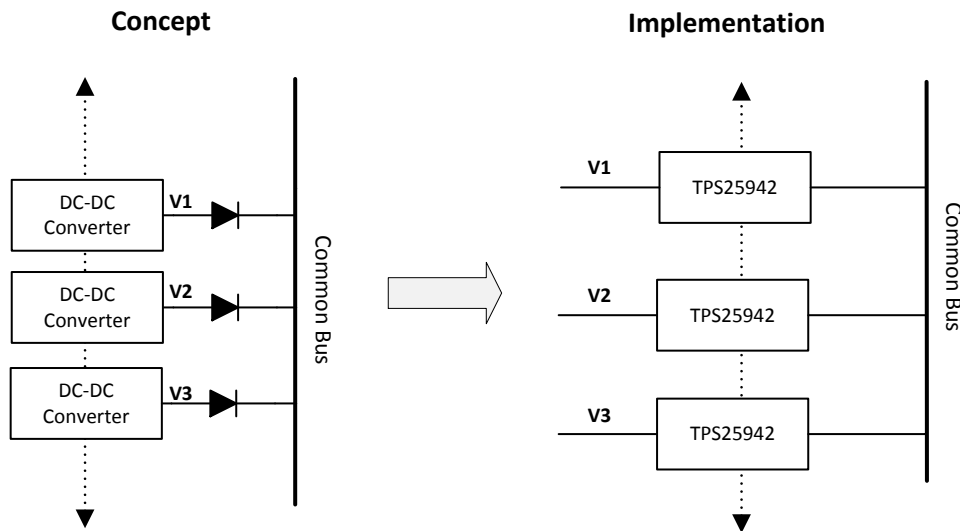 Concept
DC-DC
Converter
V1
DC-DC
Converter
V2
DC-DC
Converter
V3
Common Bus
Implementation
V1
TPS25942
V2
TPS25942
V3
TPS25942
Common Bus